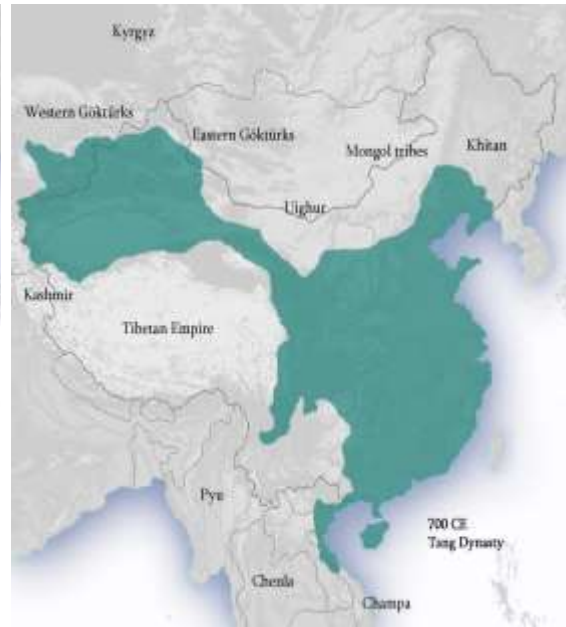 Kyrgyz
Western Göktürks
Eastern Göktürks
Mongol tribes
Khitan
Uighur
Kashmir
Tibetan Empire
Pyu
700 CE
Tang Dynasty
Chenla
Champa